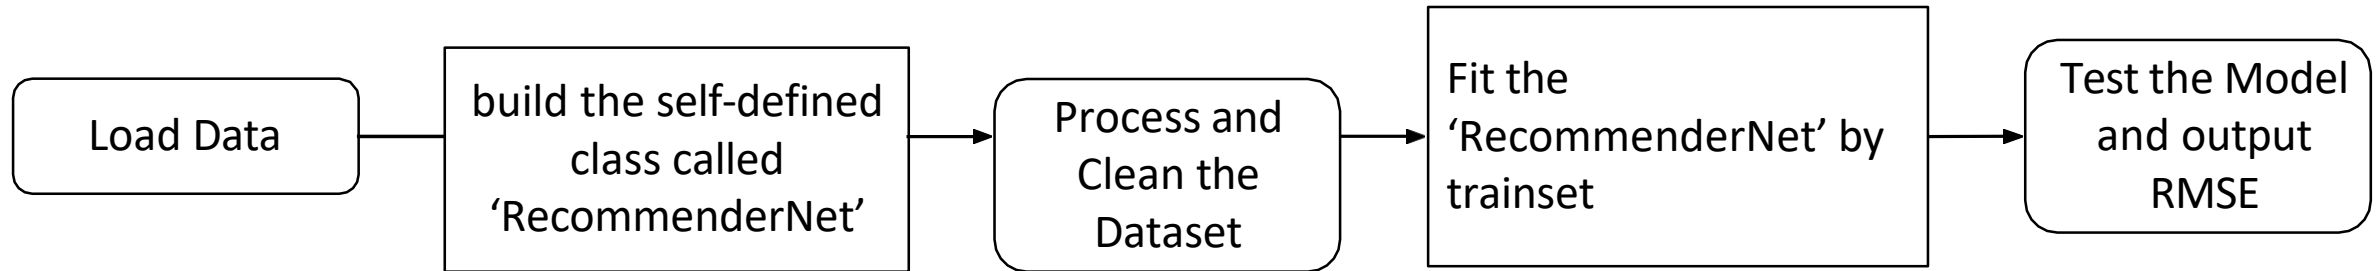 Load Data
build the self-defined
class called
‘RecommenderNet’
Process and
Clean the
Dataset
Fit the
‘RecommenderNet’ by
trainset
Test the Model
and output
RMSE